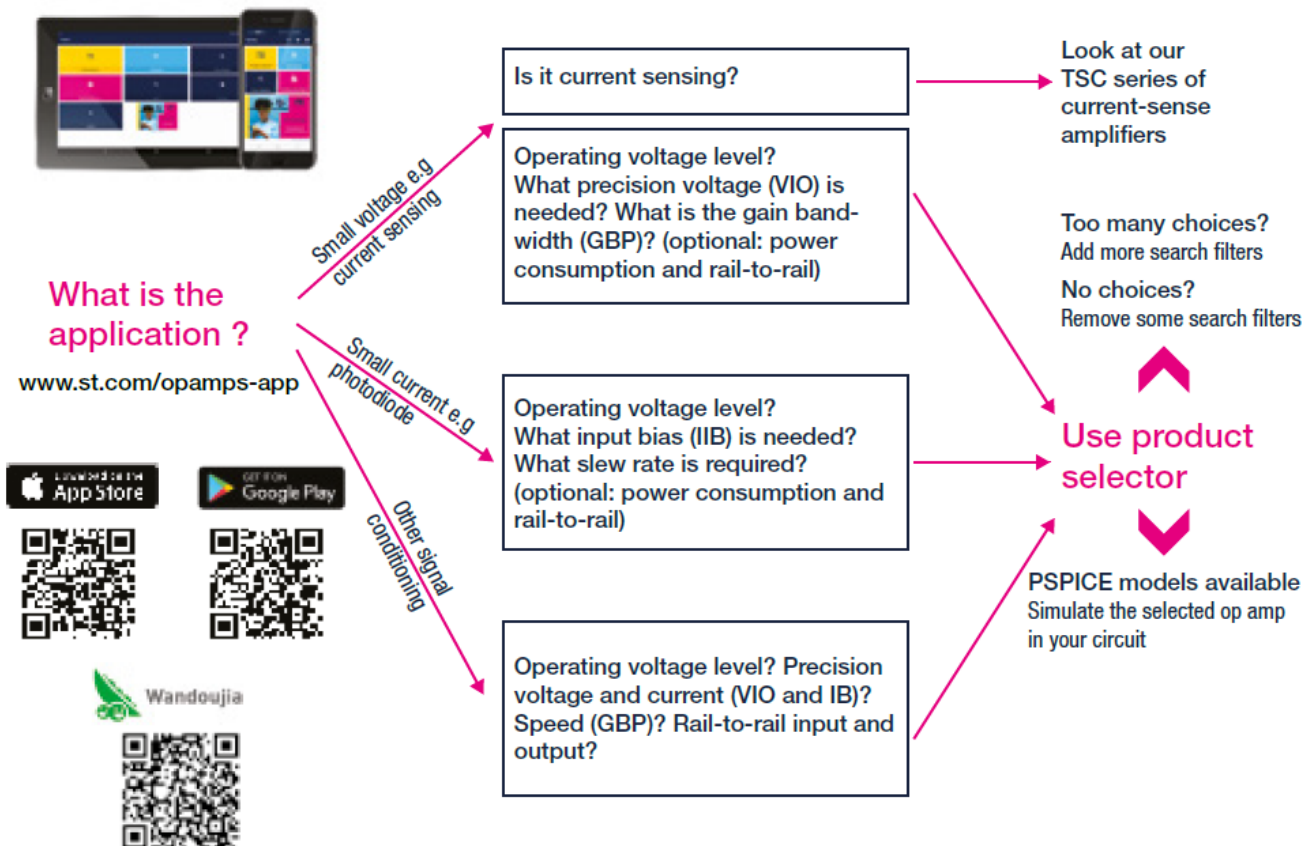 What is the
application ?
www.st.com/opamps-app
Download on the
App Store
GET IT ON
Google Play
Wandoujia
Small voltage e.g
current sensing
Small current e.g
photodiode
Other signal
conditioning
Is it current sensing?
Operating voltage level?
What precision voltage (VIO) is
needed? What is the gain band-
width (GBP)? (optional: power
consumption and rail-to-rail)
Operating voltage level?
What input bias (IIB) is needed?
What slew rate is required?
(optional: power consumption and
rail-to-rail)
Operating voltage level? Precision
voltage and current (VIO and IB)?
Speed (GBP)? Rail-to-rail input and
output?
Look at our
TSC series of
current-sense
amplifiers
Too many choices?
Add more search filters
No choices?
Remove some search filters
Use product
selector
PSPICE models available
Simulate the selected op amp
in your circuit